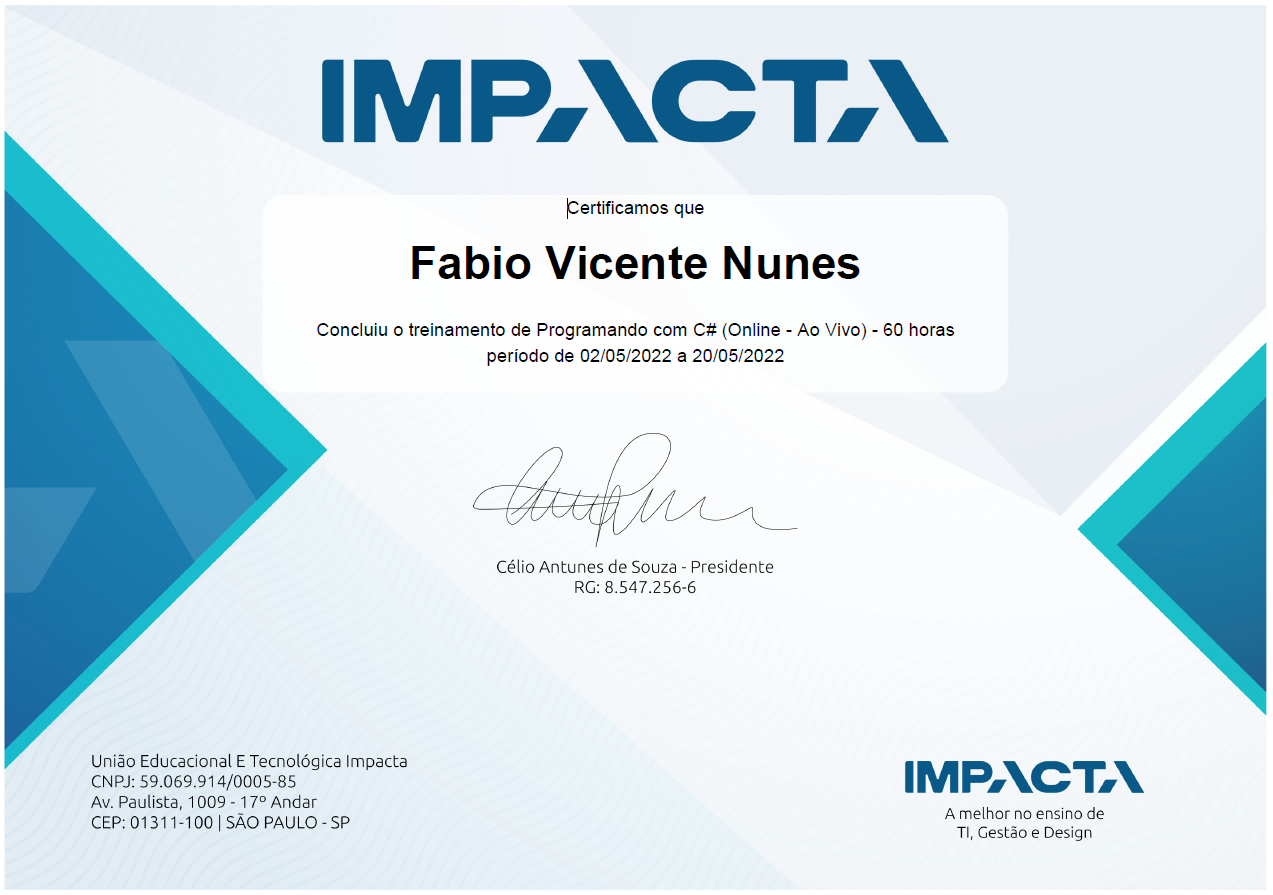 IMPACTA
Certificamos que
Fabio Vicente Nunes
Concluiu o treinamento de Programando com C# (Online - Ao Vivo) - 60 horas
período de 02/05/2022 a 20/05/2022
Célio Antunes de Souza - Presidente
RG: 8.547.256-6
União Educacional E Tecnológica Impacta
CNPJ: 59.069.914/0005-85
Av. Paulista, 1009 - 17º Andar
CEP: 01311-100 | SÃO PAULO - SP
IMPACTA
A melhor no ensino de
TI, Gestão e Design